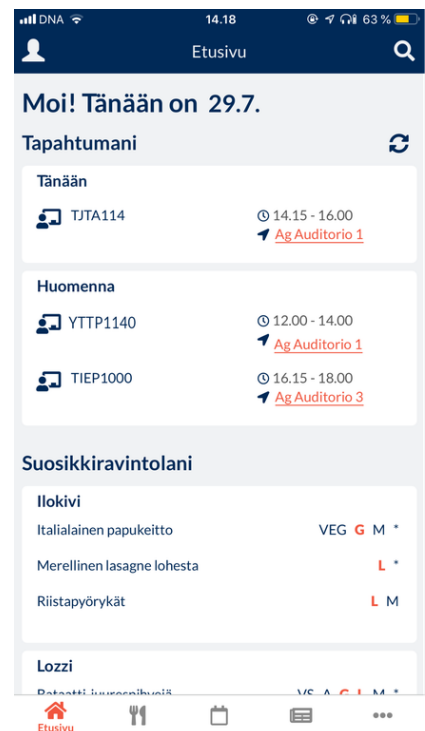 DNA 14.18 63 %
Etusivu
Moi! Tänään on 29.7.
Tapahtumani
Tänään
TJTA114 14.15 - 16.00
Ag Auditorio 1
Huomenna
YTTP1140 12.00 - 14.00
Ag Auditorio 1
TIEP1000 16.15 - 18.00
Ag Auditorio 3
Suosikkiravintolani
Ilokivi
Italialainen papukeitto VEG G M *
Merellinen lasagne lohesta L *
Riistapyörykät L M
Lozzi
Etusivu